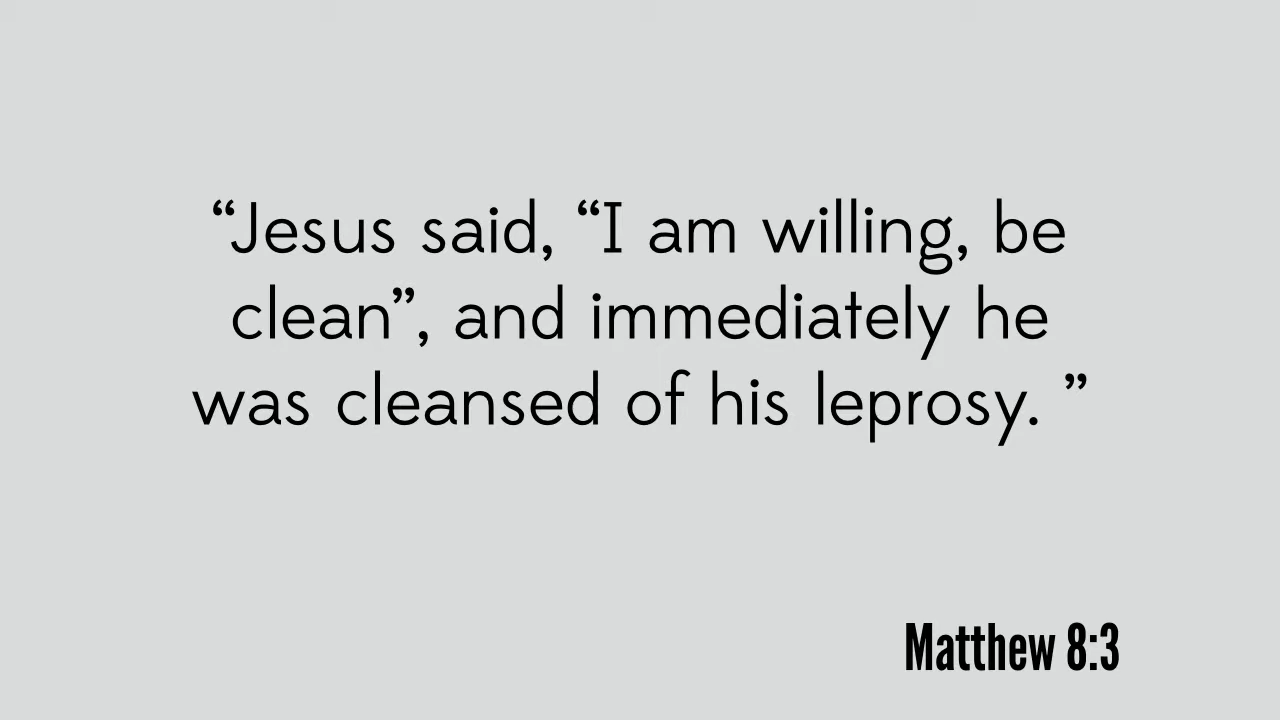 “Jesus said, “I am willing, be
clean”, and immediately he
was cleansed of his leprosy. ”
Matthew 8:3